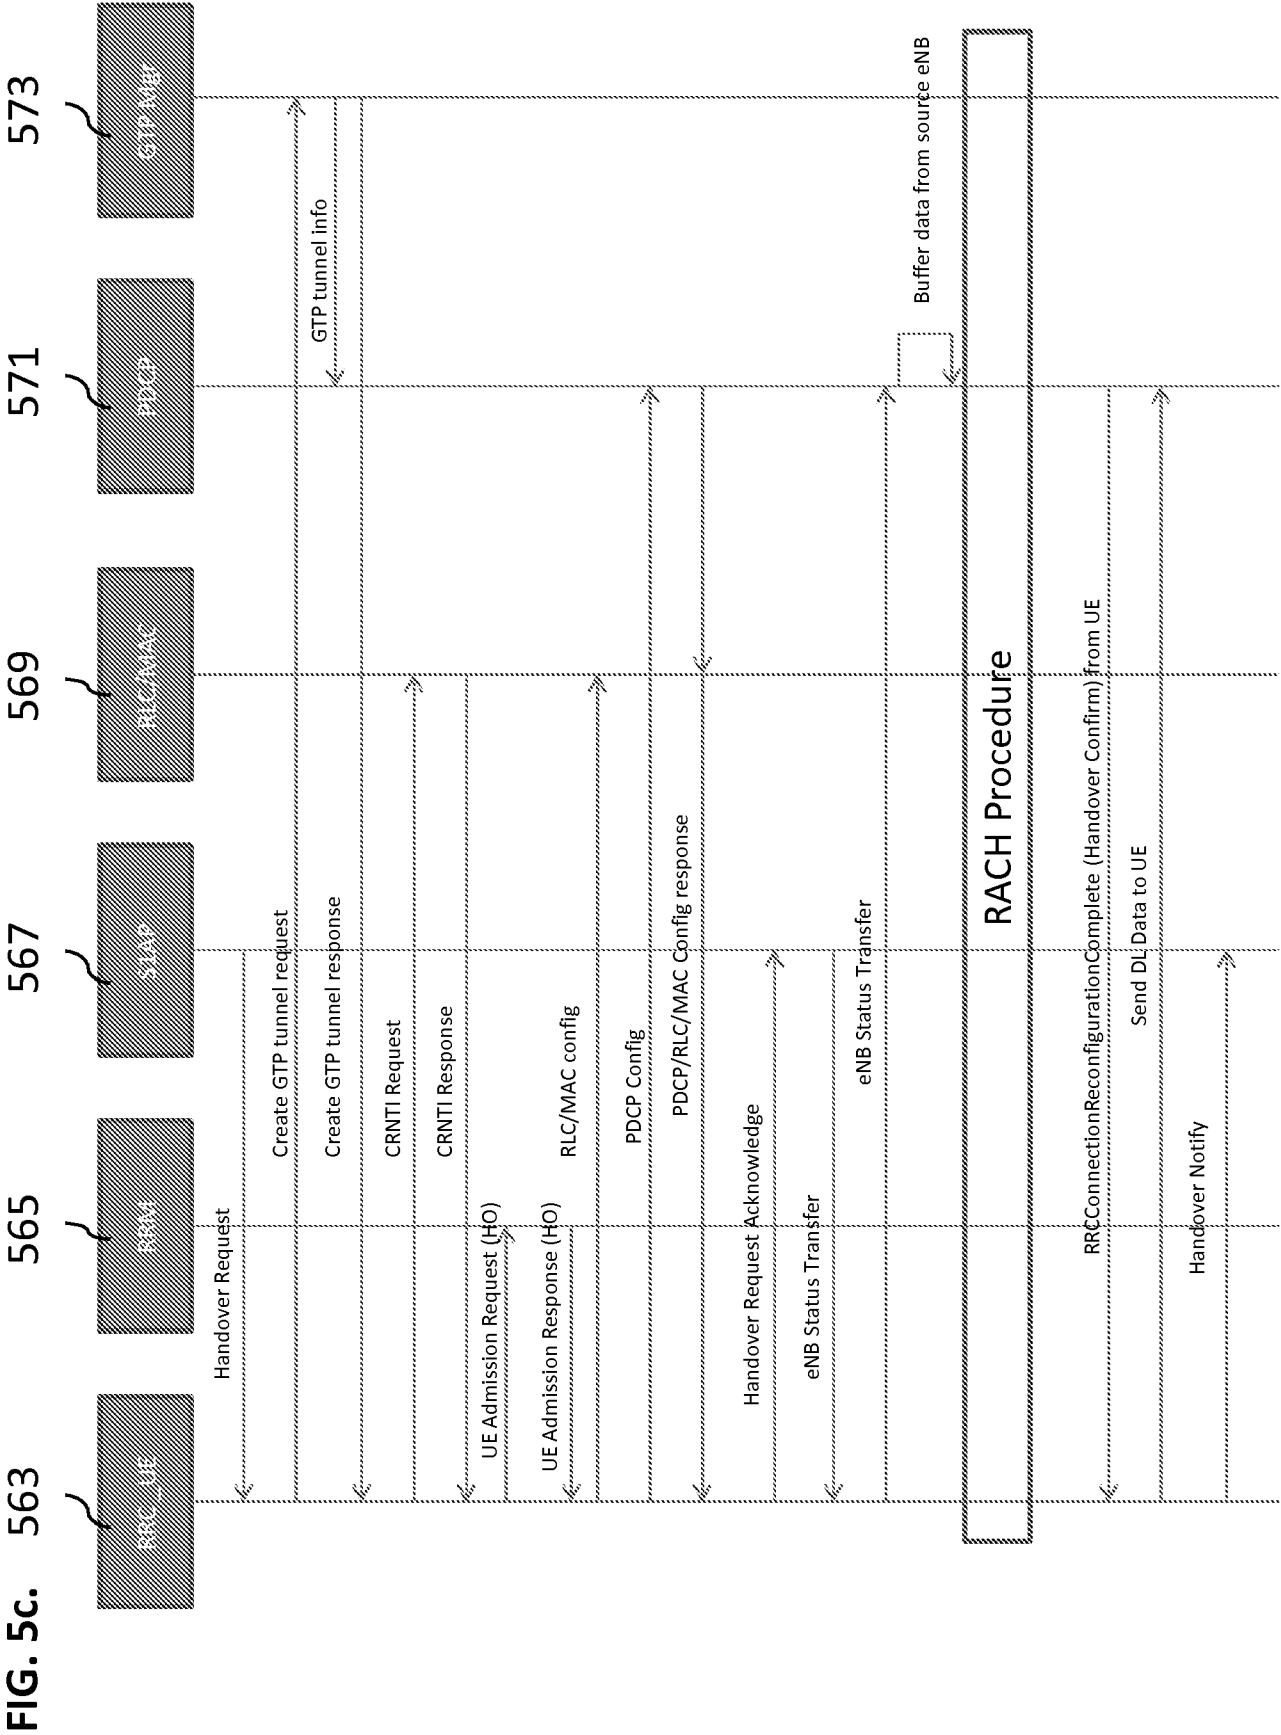 FIG. 5c.
563
565
567
569
571
573
RRC_UE
RRM
S1AP
RLC/MAC
PDCP
GTP Mgr
Handover Request
Create GTP tunnel request
GTP tunnel info
Create GTP tunnel response
CRNTI Request
CRNTI Response
UE Admission Request (HO)
UE Admission Response (HO)
RLC/MAC config
PDCP Config
PDCP/RLC/MAC Config response
Handover Request Acknowledge
eNB Status Transfer
eNB Status Transfer
Buffer data from source eNB
RACH Procedure
RRCConnectionReconfigurationComplete (Handover Confirm) from UE
Send DL Data to UE
Handover Notify